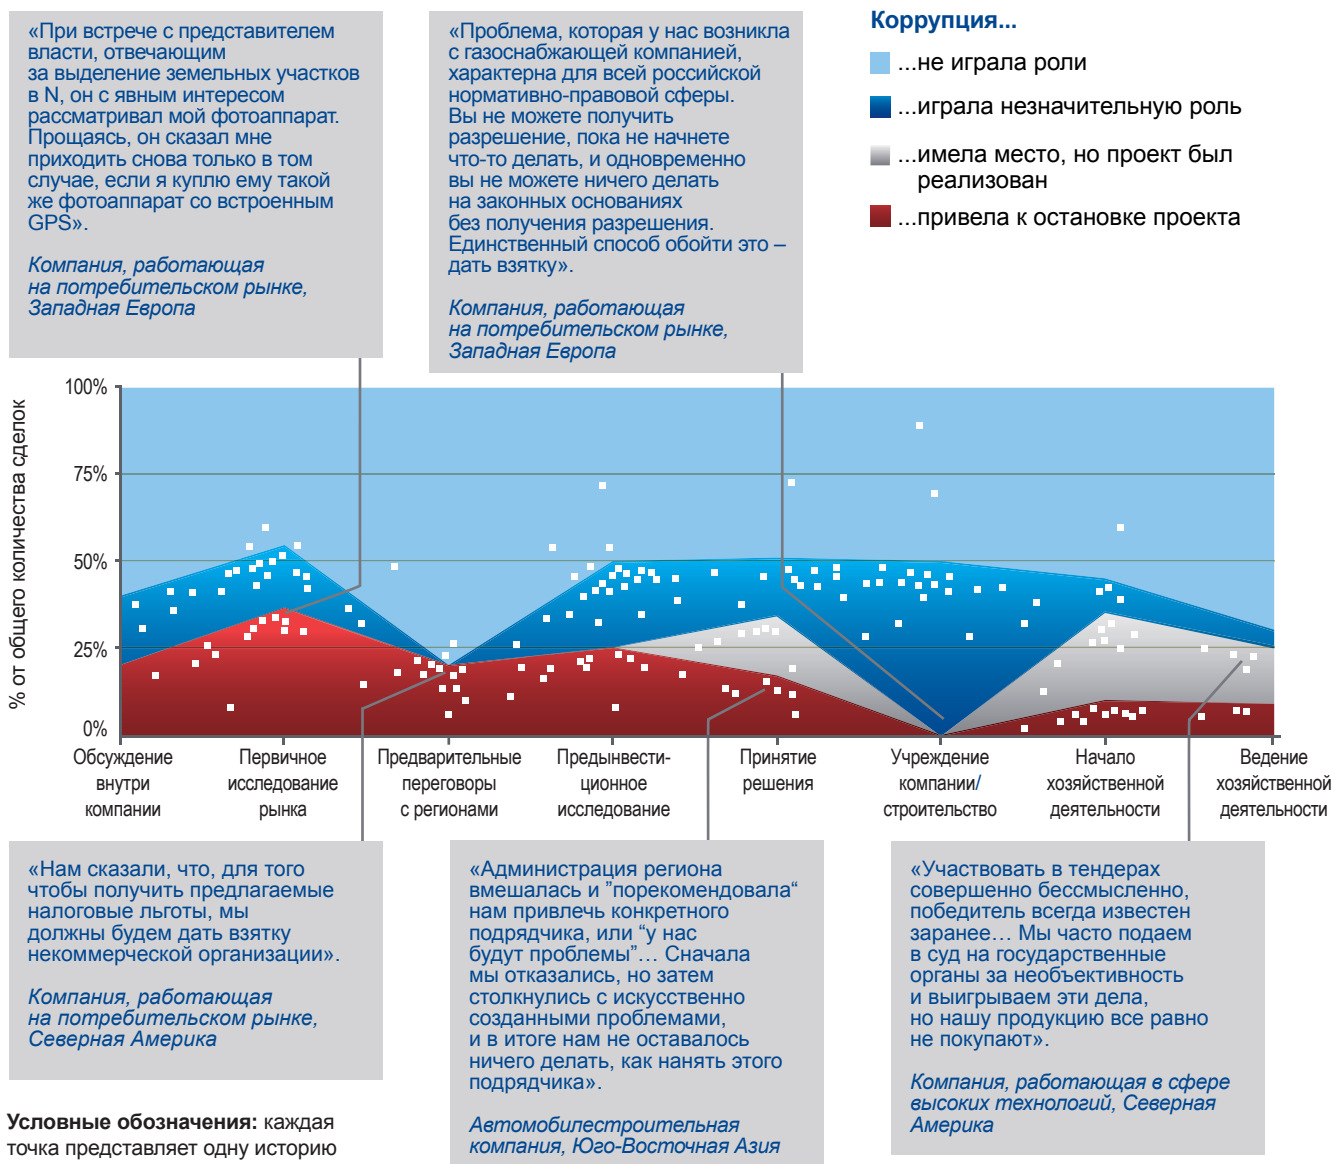 «При встрече с представителем
власти, отвечающим
за выделение земельных участков
в N, он с явным интересом
рассматривал мой фотоаппарат.
Прощаясь, он сказал мне
приходить снова только в том
случае, если я куплю ему такой
же фотоаппарат со встроенным
GPS».
Компания, работающая
на потребительском рынке,
Западная Европа
«Проблема, которая у нас возникла
с газоснабжающей компанией,
характерна для всей российской
нормативно-правовой сферы.
Вы не можете получить
разрешение, пока не начнете
что-то делать, и одновременно
вы не можете ничего делать
на законных основаниях
без получения разрешения.
Единственный способ обойти это –
дать взятку».
Компания, работающая
на потребительском рынке,
Западная Европа
Коррупция...
...не играла роли
...играла незначительную роль
...имела место, но проект был
реализован
...привела к остановке проекта
% от общего количества сделок
100%
75%
50%
25%
0%
Обсуждение
внутри
компании
Первичное
исследование
рынка
Предварительные
переговоры
с регионами
Предынвести-
ционное
исследование
Принятие
решения
Учреждение
компании/
строительство
Начало
хозяйственной
деятельности
Ведение
хозяйственной
деятельности
«Нам сказали, что, для того
чтобы получить предлагаемые
налоговые льготы, мы
должны будем дать взятку
некоммерческой организации».
Компания, работающая
на потребительском рынке,
Северная Америка
«Администрация региона
вмешалась и ”порекомендовала“
нам привлечь конкретного
подрядчика, или “у нас
будут проблемы”… Сначала
мы отказались, но затем
столкнулись с искусственно
созданными проблемами,
и в итоге нам не оставалось
ничего делать, как нанять этого
подрядчика».
Автомобилестроительная
компания, Юго-Восточная Азия
«Участвовать в тендерах
совершенно бессмысленно,
победитель всегда известен
заранее… Мы часто подаем
в суд на государственные
органы за необъективность
и выигрываем эти дела,
но нашу продукцию все равно
не покупают».
Компания, работающая в сфере
высоких технологий, Северная
Америка
Условные обозначения: каждая
точка представляет одну историю